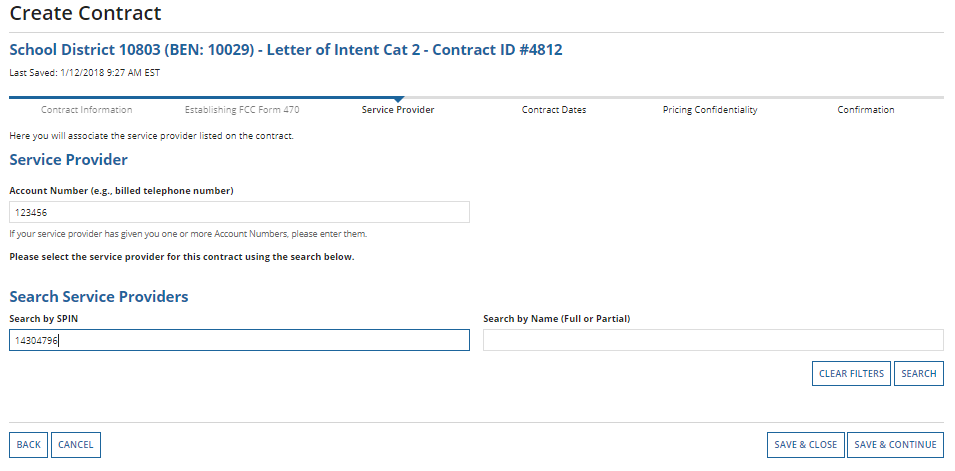 Create Contract
School District 10803 (BEN: 10029) - Letter of Intent Cat 2 - Contract ID #4812
Last Saved: 1/12/2018 9:27 AM EST
Contract Information Establishing FCC Form 470 Service Provider Contract Dates Pricing Confidentiality Confirmation
Here you will associate the service provider listed on the contract.
Service Provider
Account Number (e.g., billed telephone number)
123456
If your service provider has given you one or more Account Numbers, please enter them.
Please select the service provider for this contract using the search below.
Search Service Providers
Search by SPIN Search by Name (Full or Partial)
14304796
CLEAR FILTERS SEARCH
BACK CANCEL SAVE & CLOSE SAVE & CONTINUE